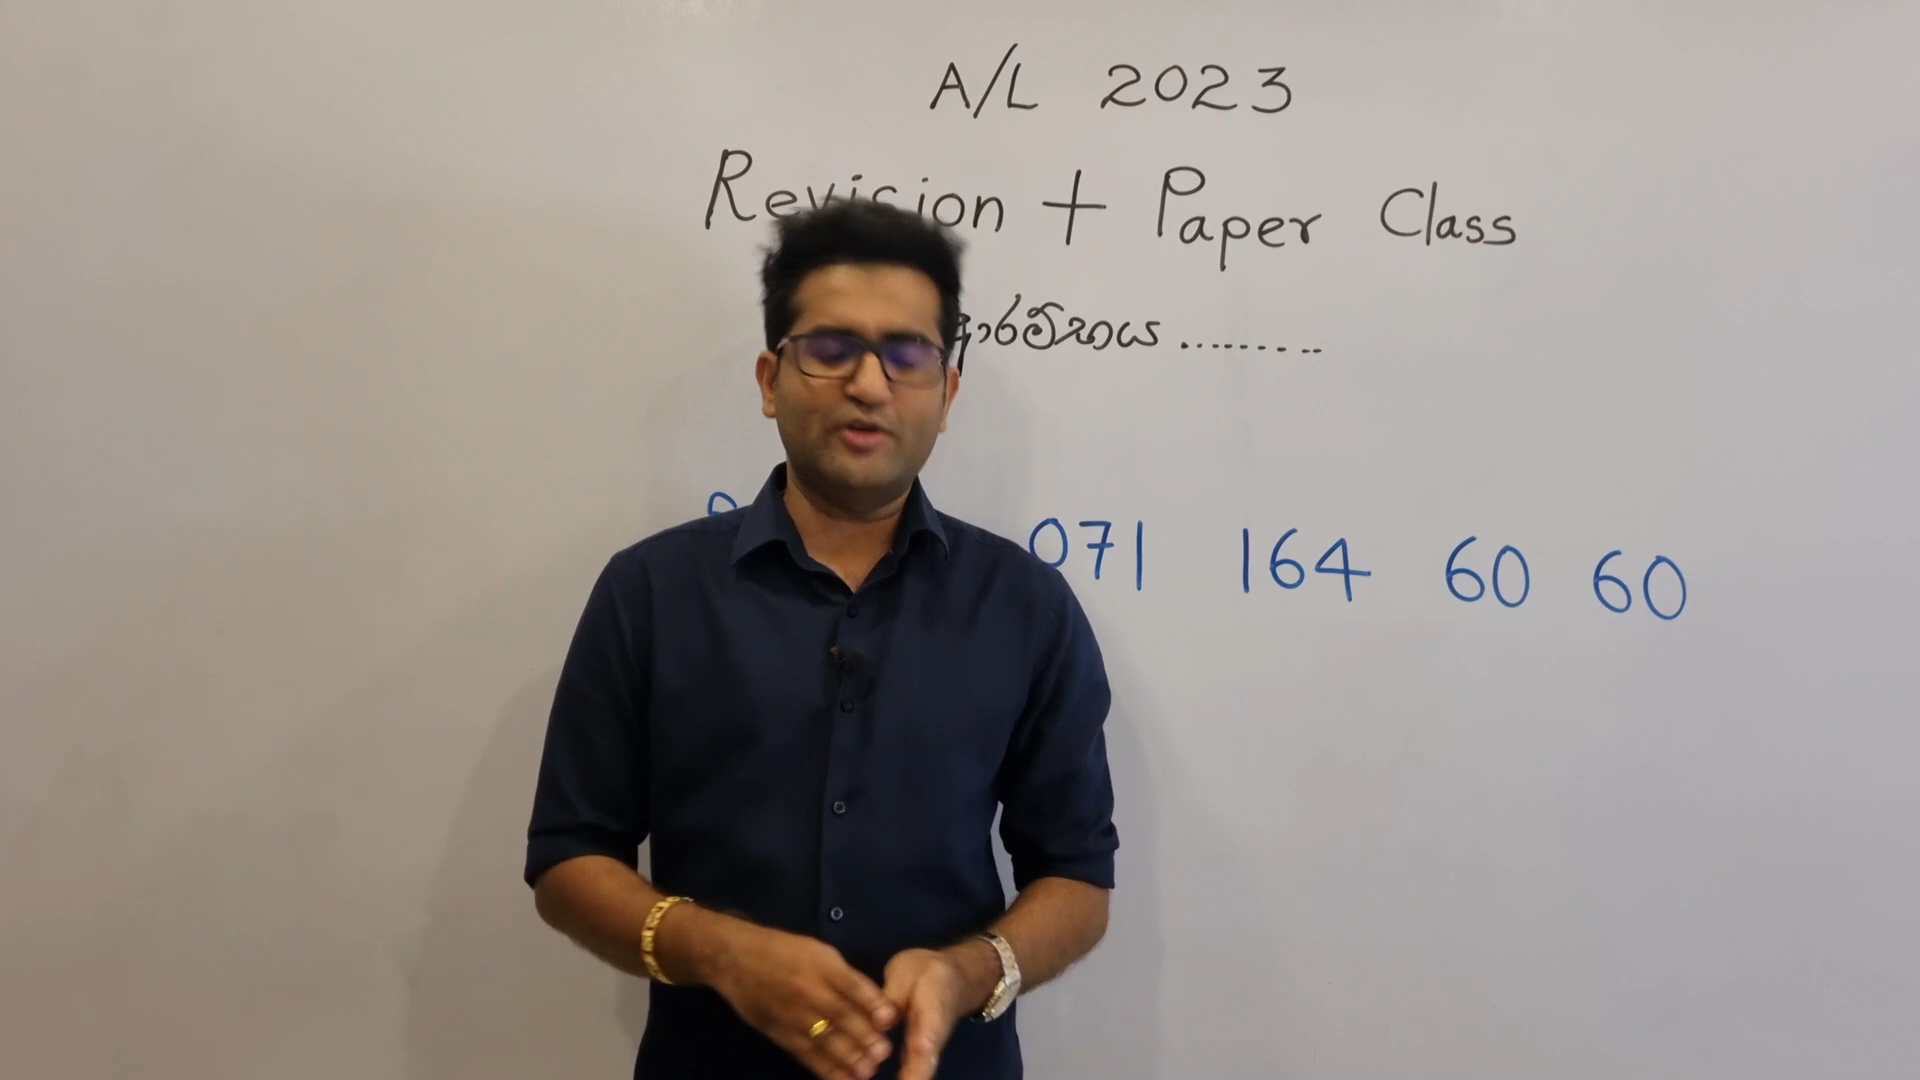 A/L 2023
Revision + Paper Class
.........
071 164 60 60